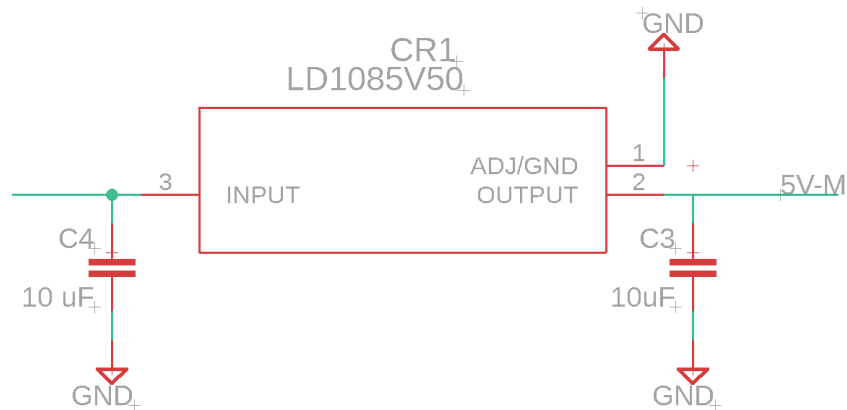 GND
CR1
LD1085V50
1
ADJ/GND
3
INPUT
OUTPUT
2
5V-M
C4
C3
10 uF
10uF
GND
GND